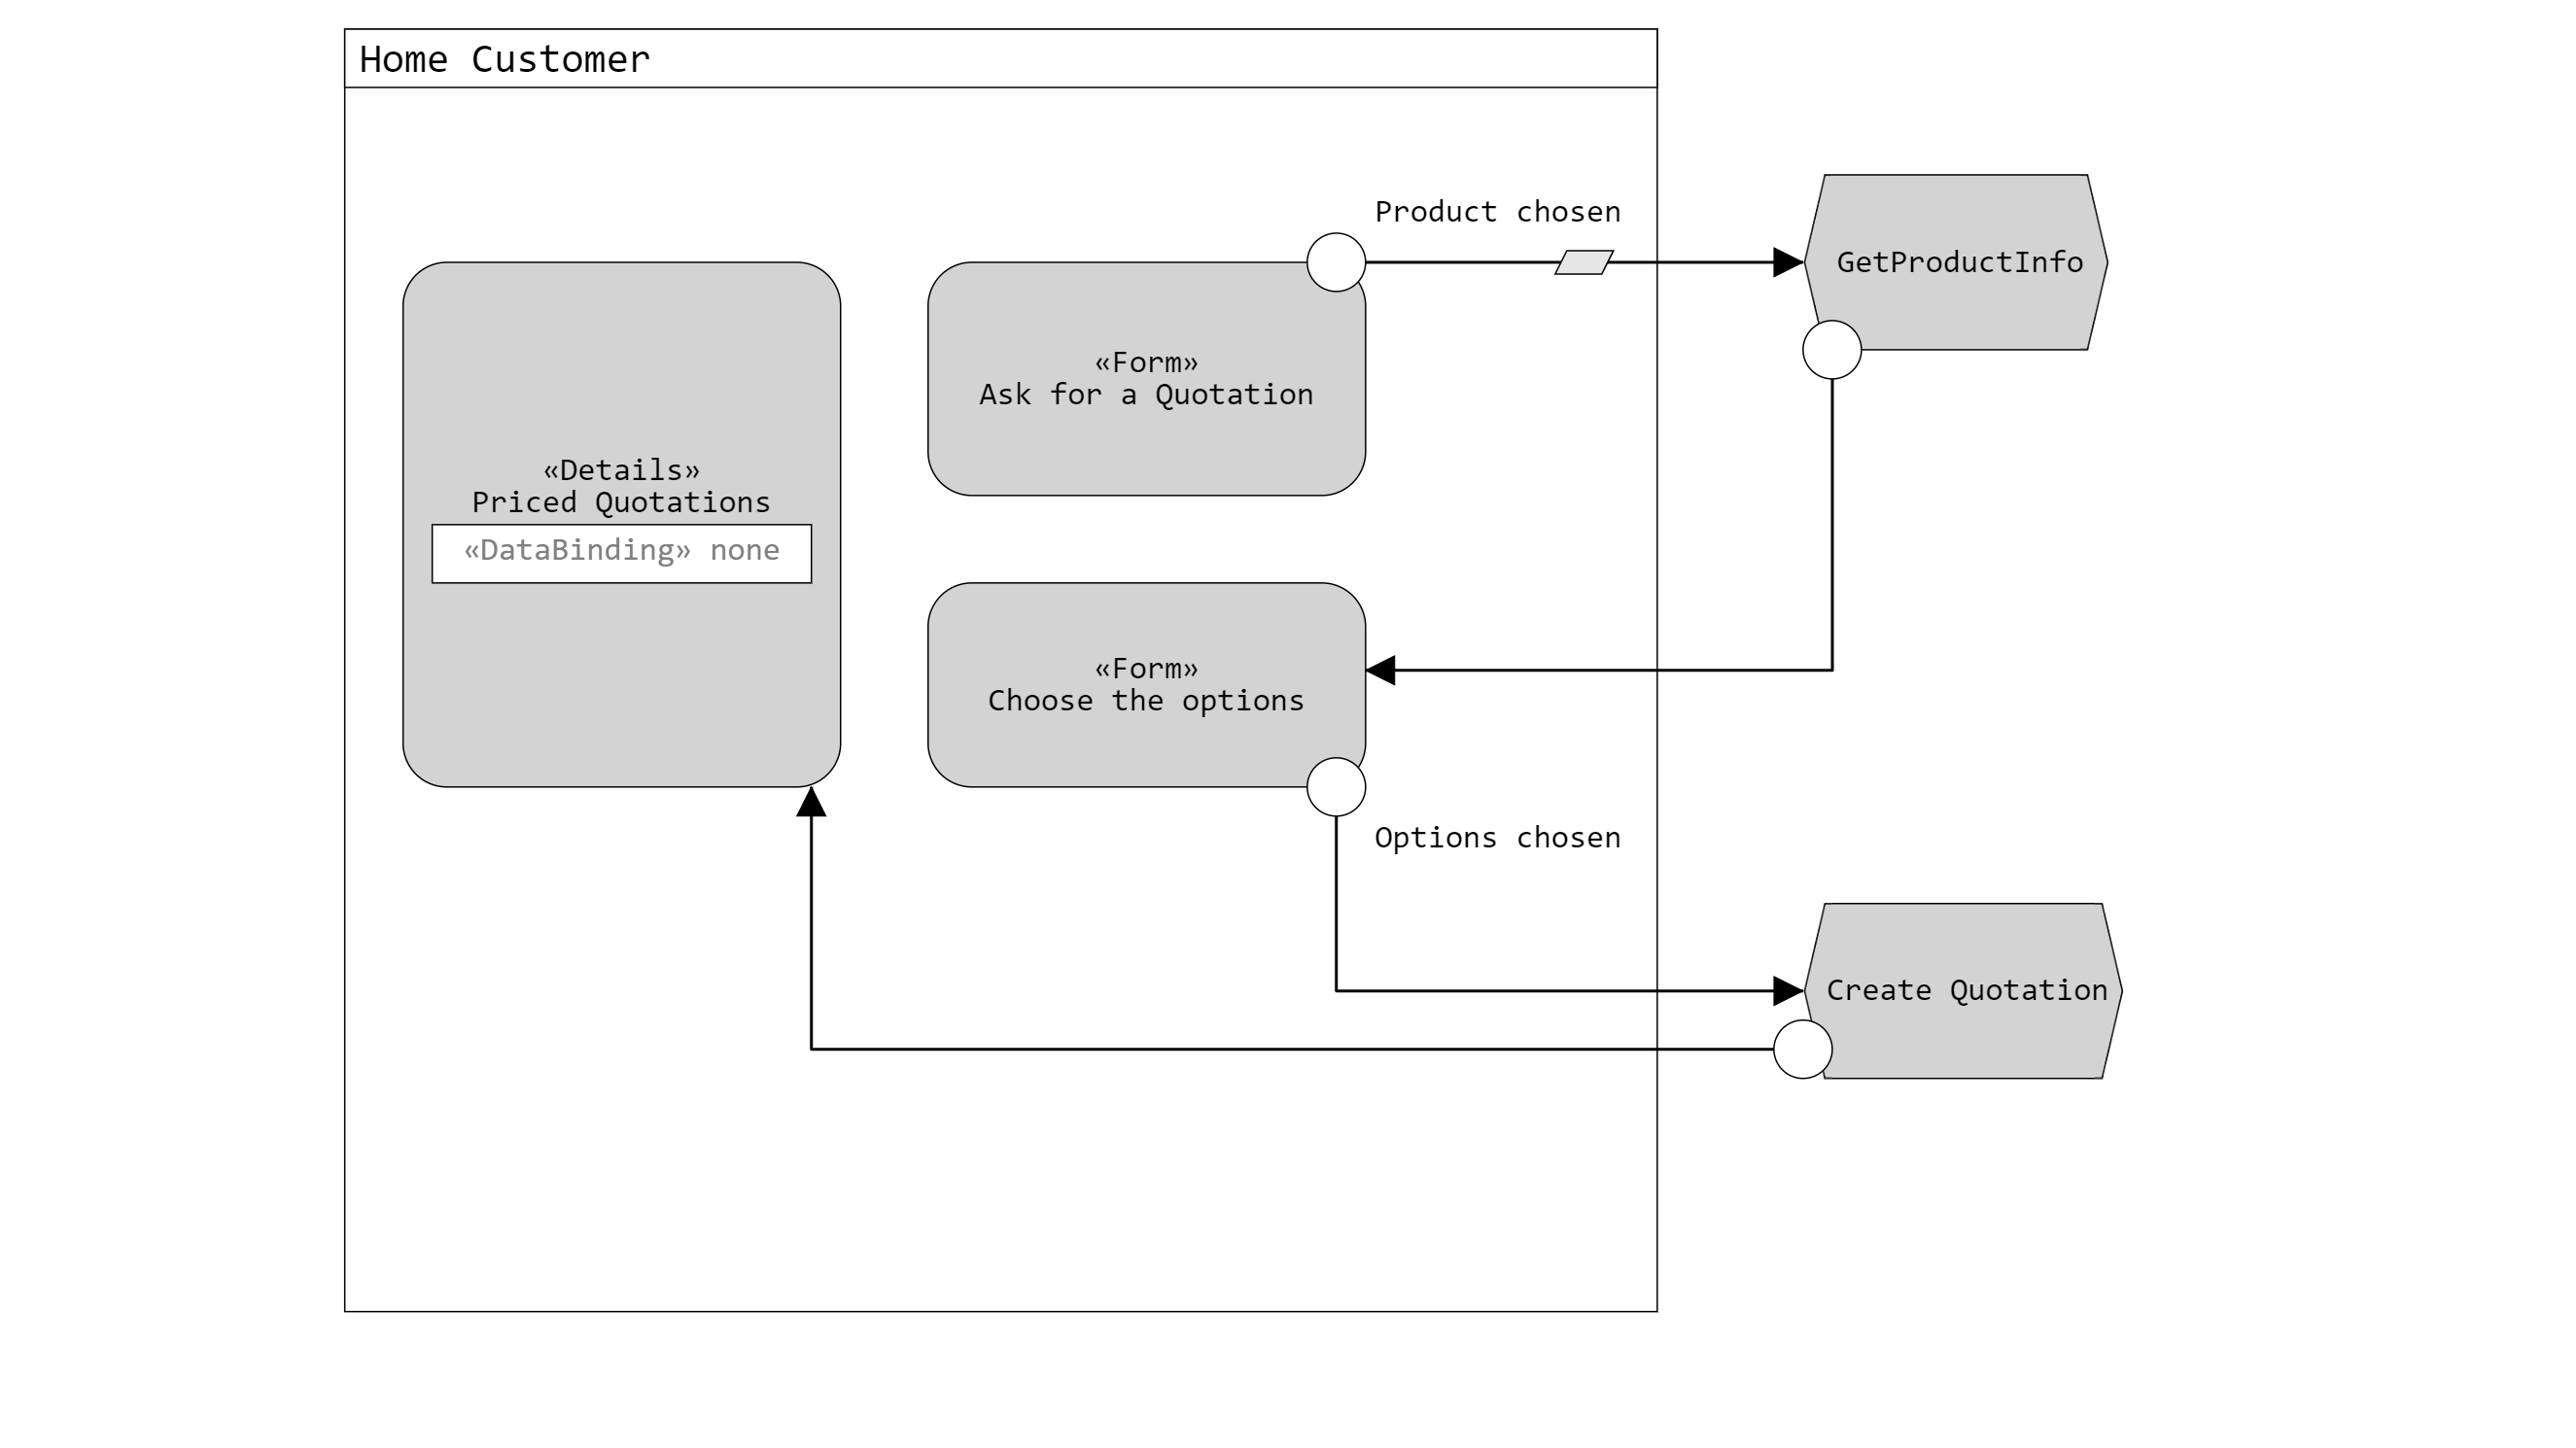 Home Customer
Product chosen
GetProductInfo
«Form»
Ask for a Quotation
«Details»
Priced Quotations
«DataBinding» none
«Form»
Choose the options
Options chosen
Create Quotation